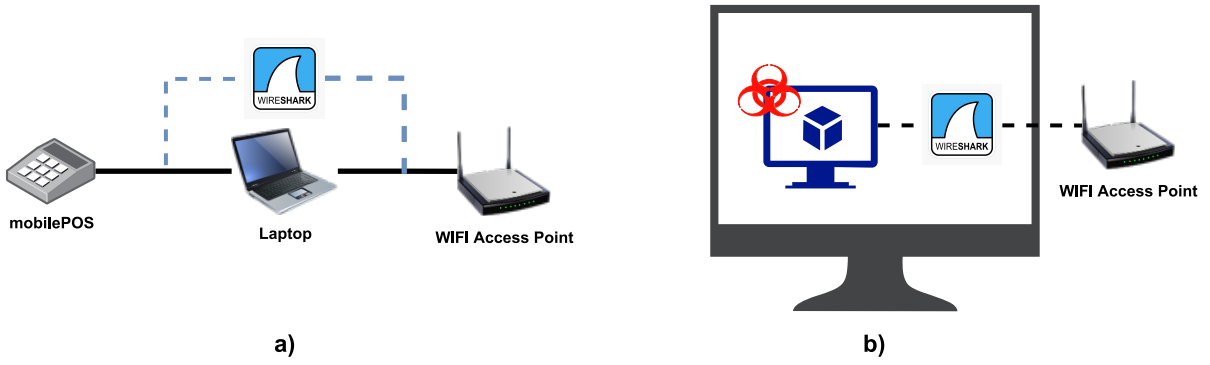 WIRESHARK
mobilePOS
Laptop
WIFI Access Point
a)
WIRESHARK
WIFI Access Point
b)